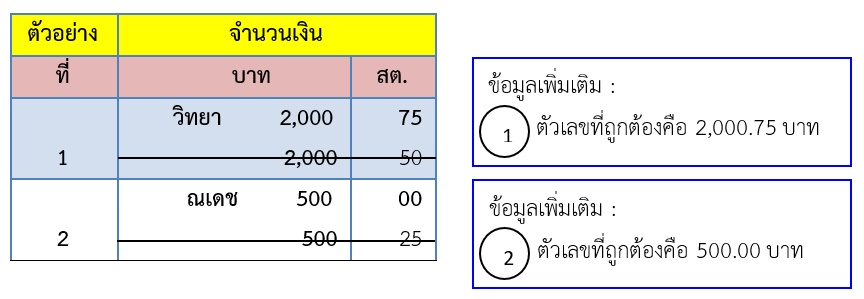 ตัวอย่าง จำนวนเงิน
ที่ บาท สต.
วิทยา 2,000 75
1 2,000 50
ณเดช 500 00
2 500 25
ข้อมูลเพิ่มเติม :
1 ตัวเลขที่ถูกต้องคือ 2,000.75 บาท
ข้อมูลเพิ่มเติม :
2 ตัวเลขที่ถูกต้องคือ 500.00 บาท